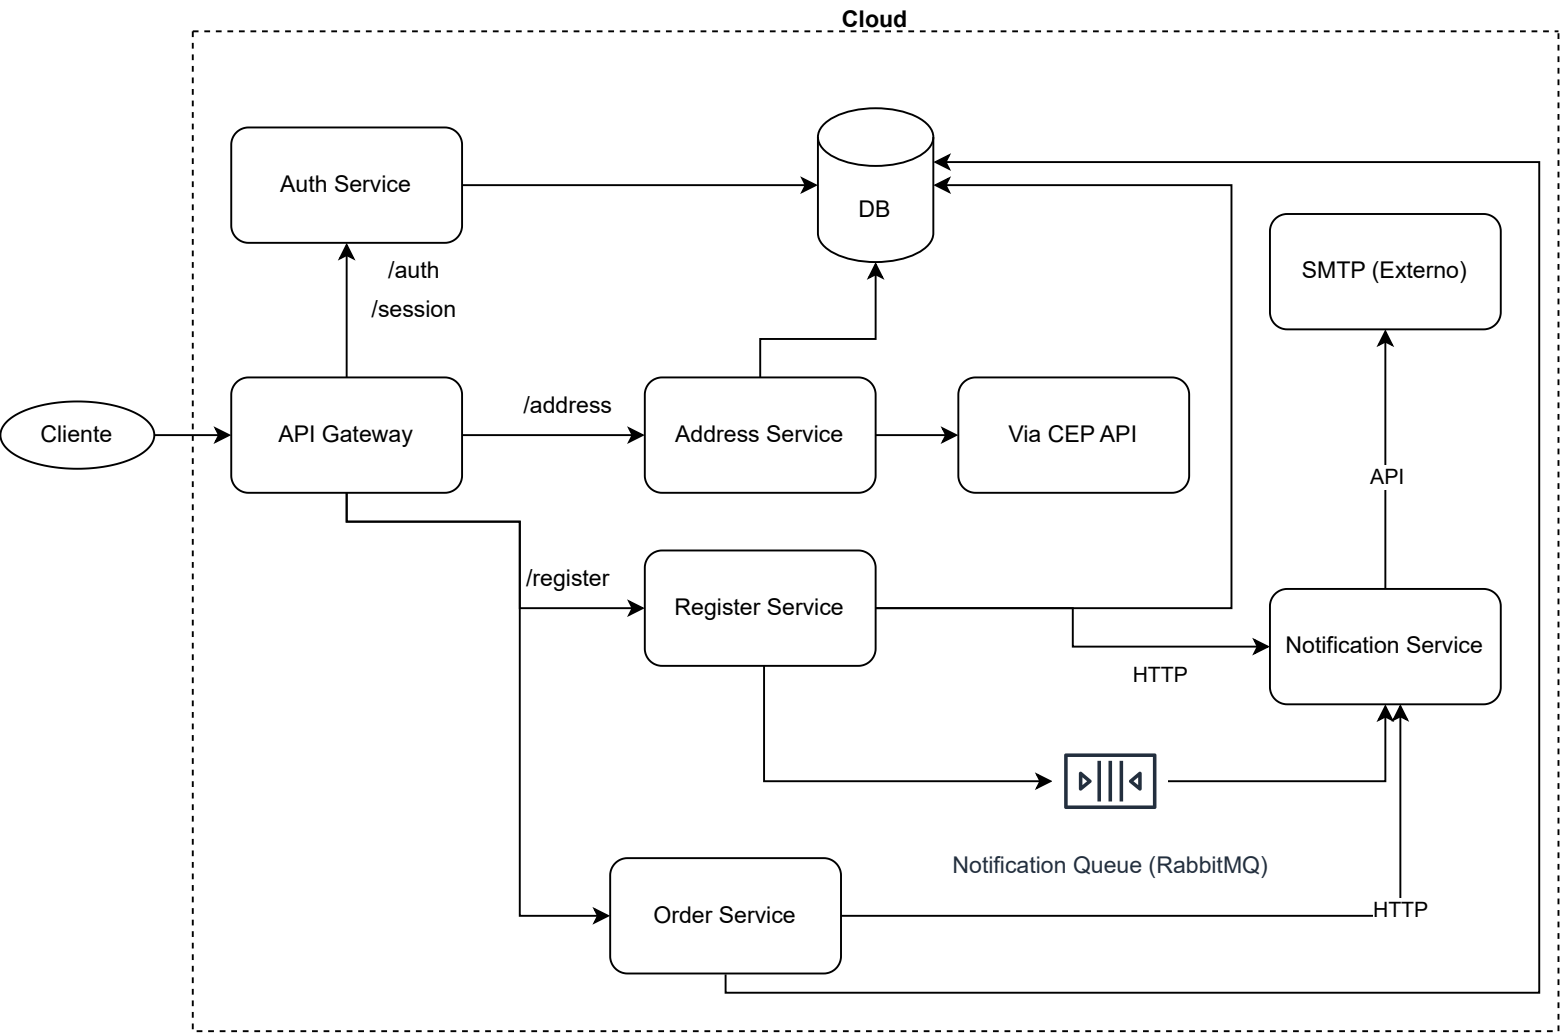 Cloud
Auth Service
DB
/auth
/session
SMTP (Externo)
Cliente
API Gateway
/address
Address Service
Via CEP API
API
/register
Register Service
HTTP
Notification Service
Notification Queue (RabbitMQ)
Order Service
HTTP